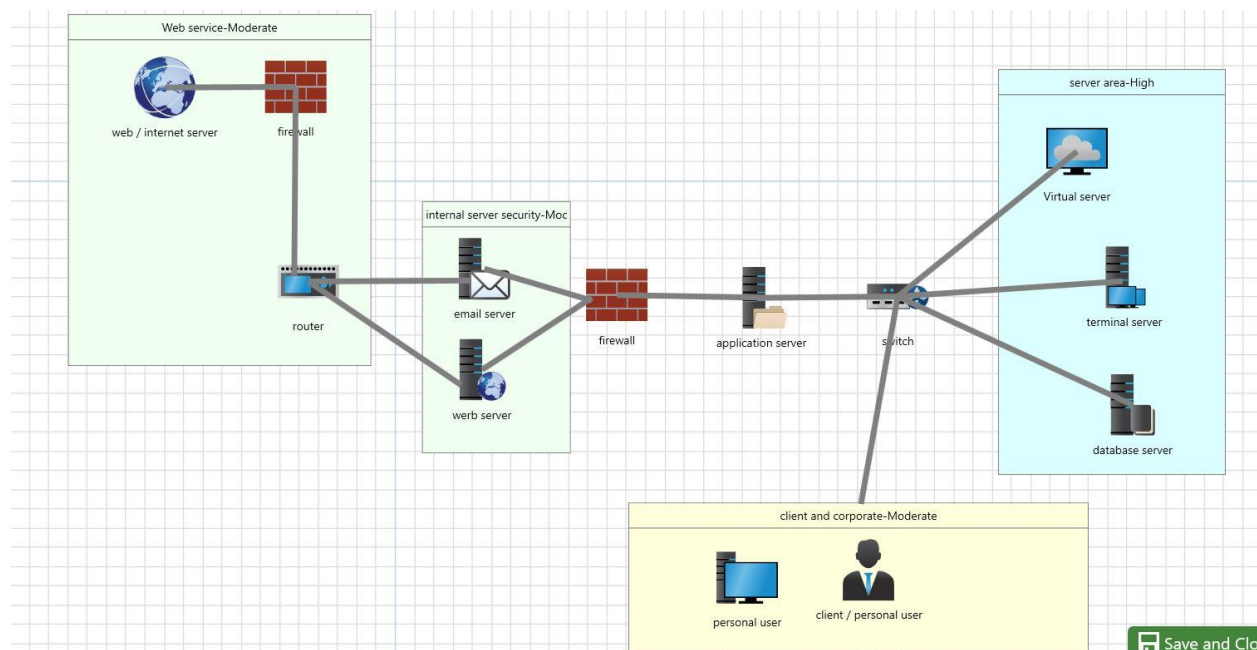 Web service-Moderate
web / internet server
firewall
router
internal server security-Moc
email server
werb server
firewall
application server
switch
server area-High
Virtual server
terminal server
database server
client and corporate-Moderate
personal user
client / personal user
Save and Clo